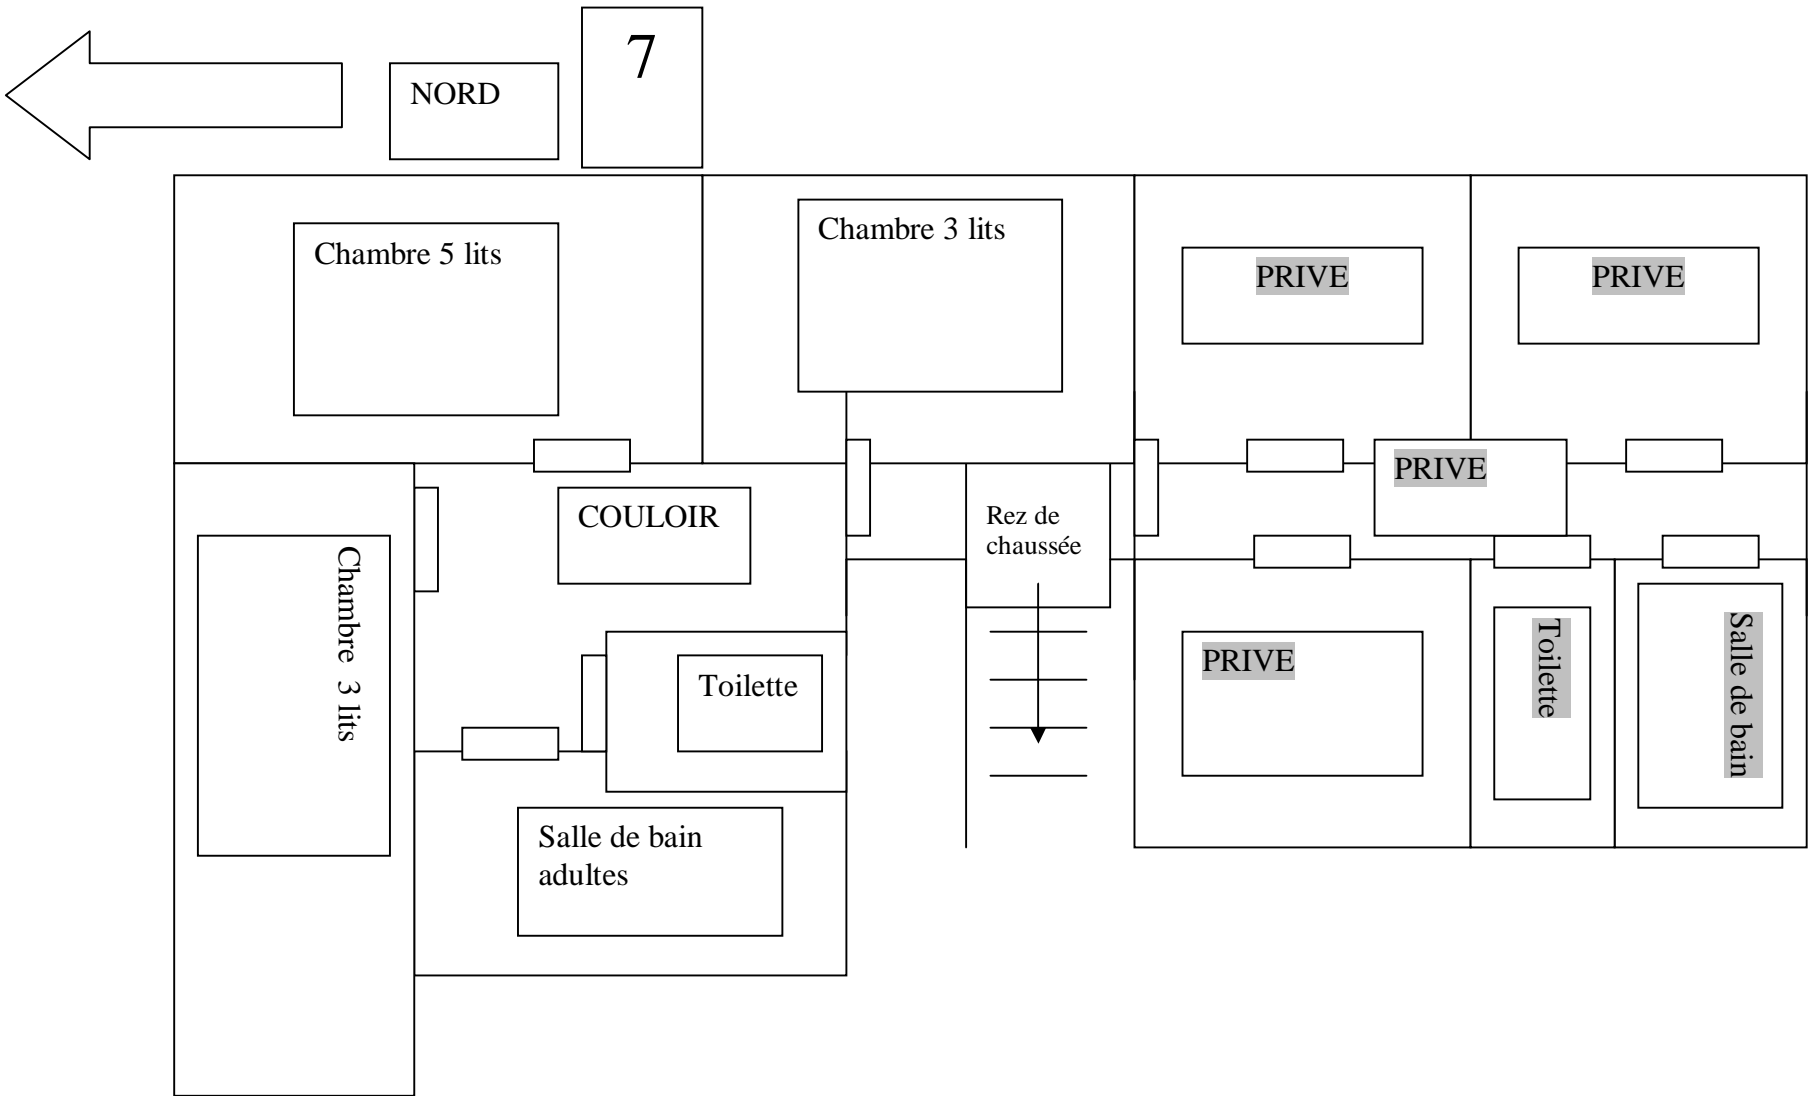 7
NORD
Chambre 5 lits
Chambre 3 lits
PRIVE
PRIVE
PRIVE
COULOIR
Rez de
chaussée
Chambre 3 lits
Toilette
PRIVE
Toilette
Salle de bain
Salle de bain
adultes